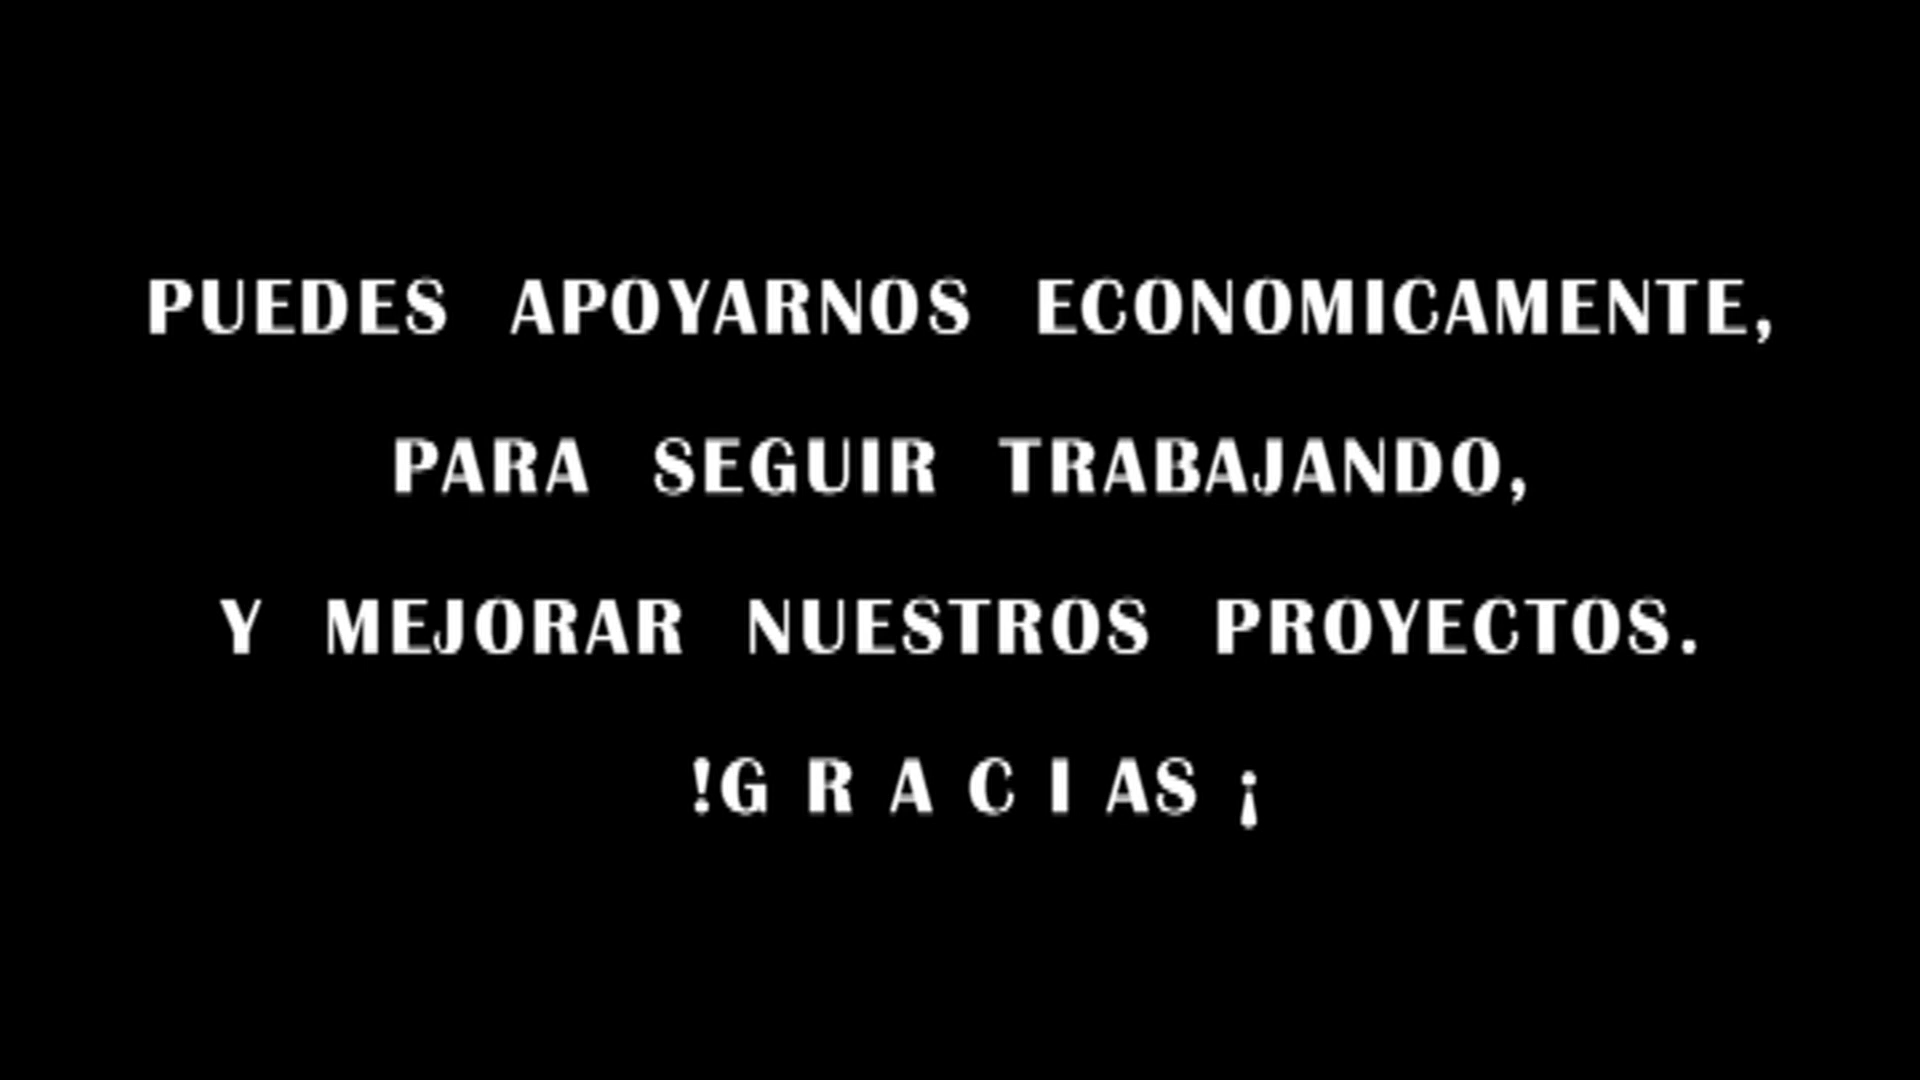 PUEDES APOYARNOS ECONOMICAMENTE,
PARA SEGUIR TRABAJANDO,
Y MEJORAR NUESTROS PROYECTOS.
!G R A C I AS ¡